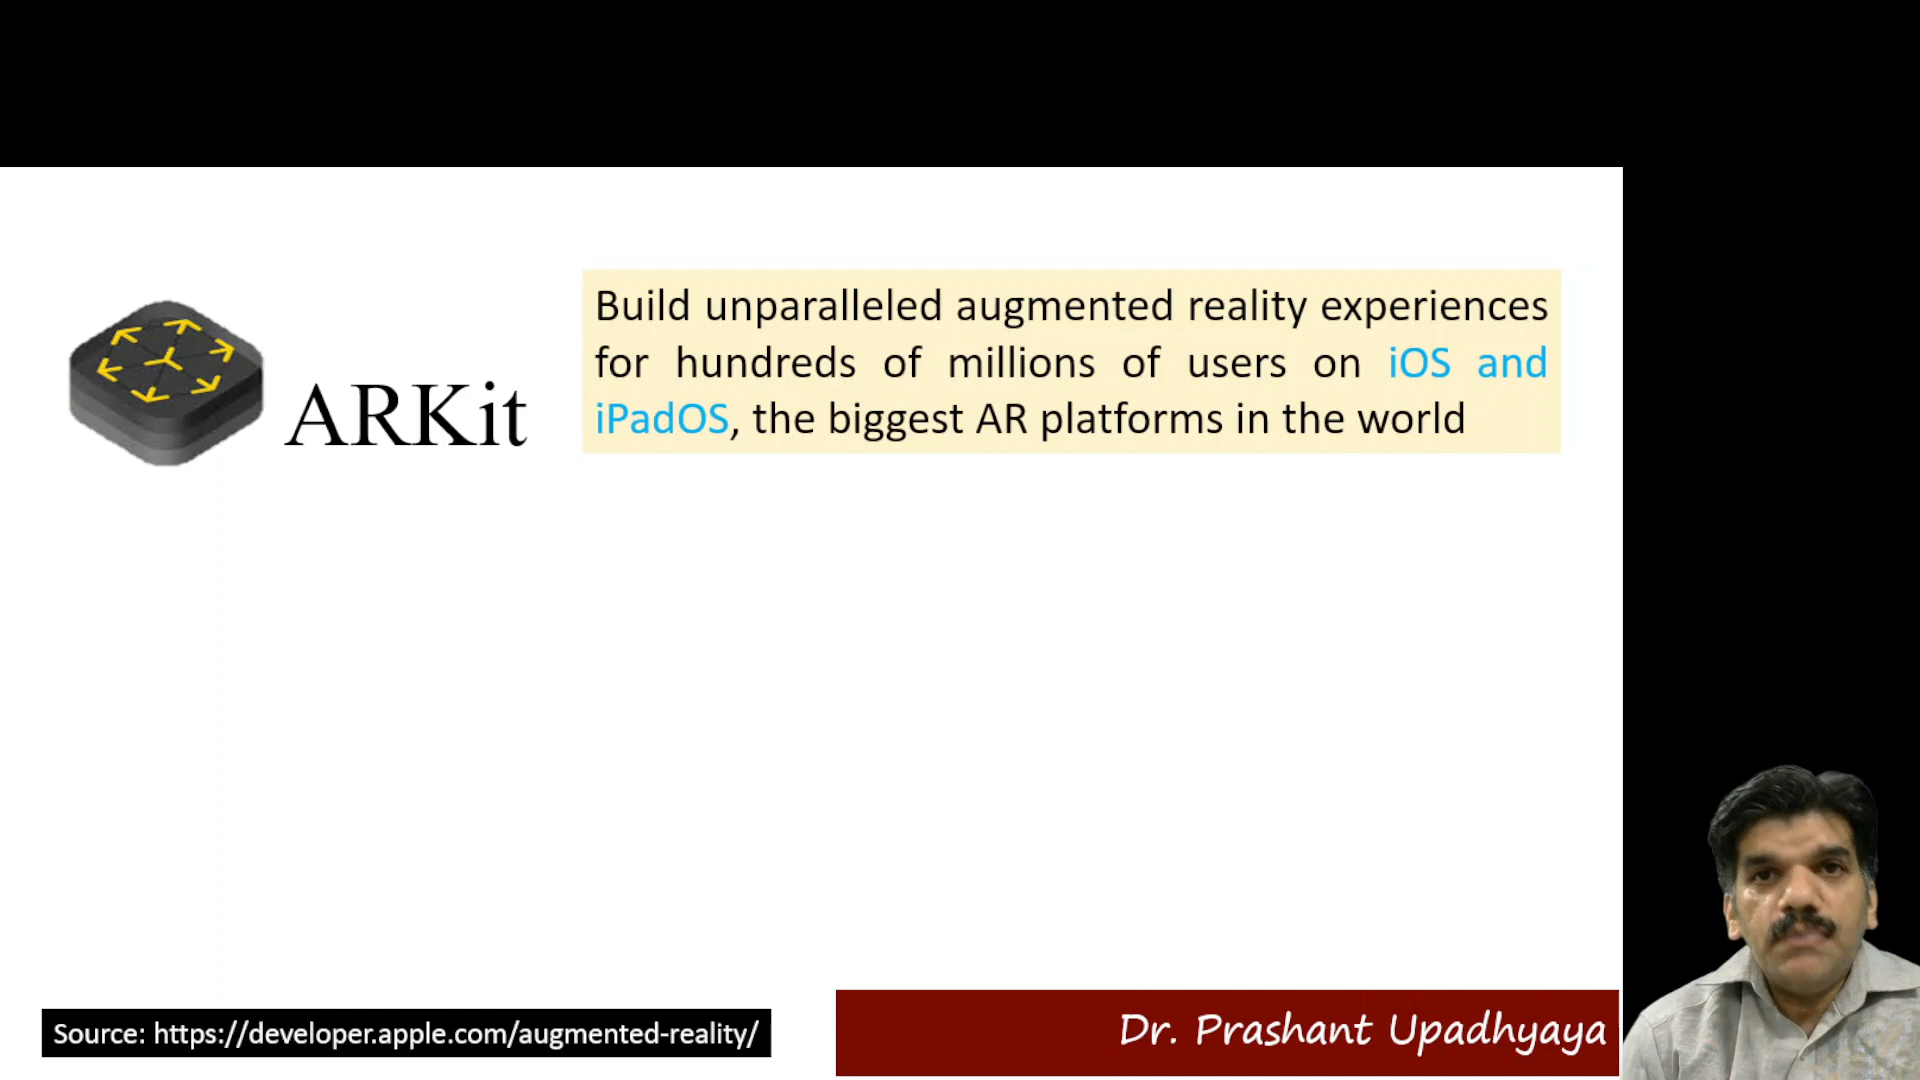 ARKit
Build unparalleled augmented reality experiences
for hundreds of millions of users on iOS and
iPadOS, the biggest AR platforms in the world
Source: https://developer.apple.com/augmented-reality/
Dr. Prashant Upadhyaya